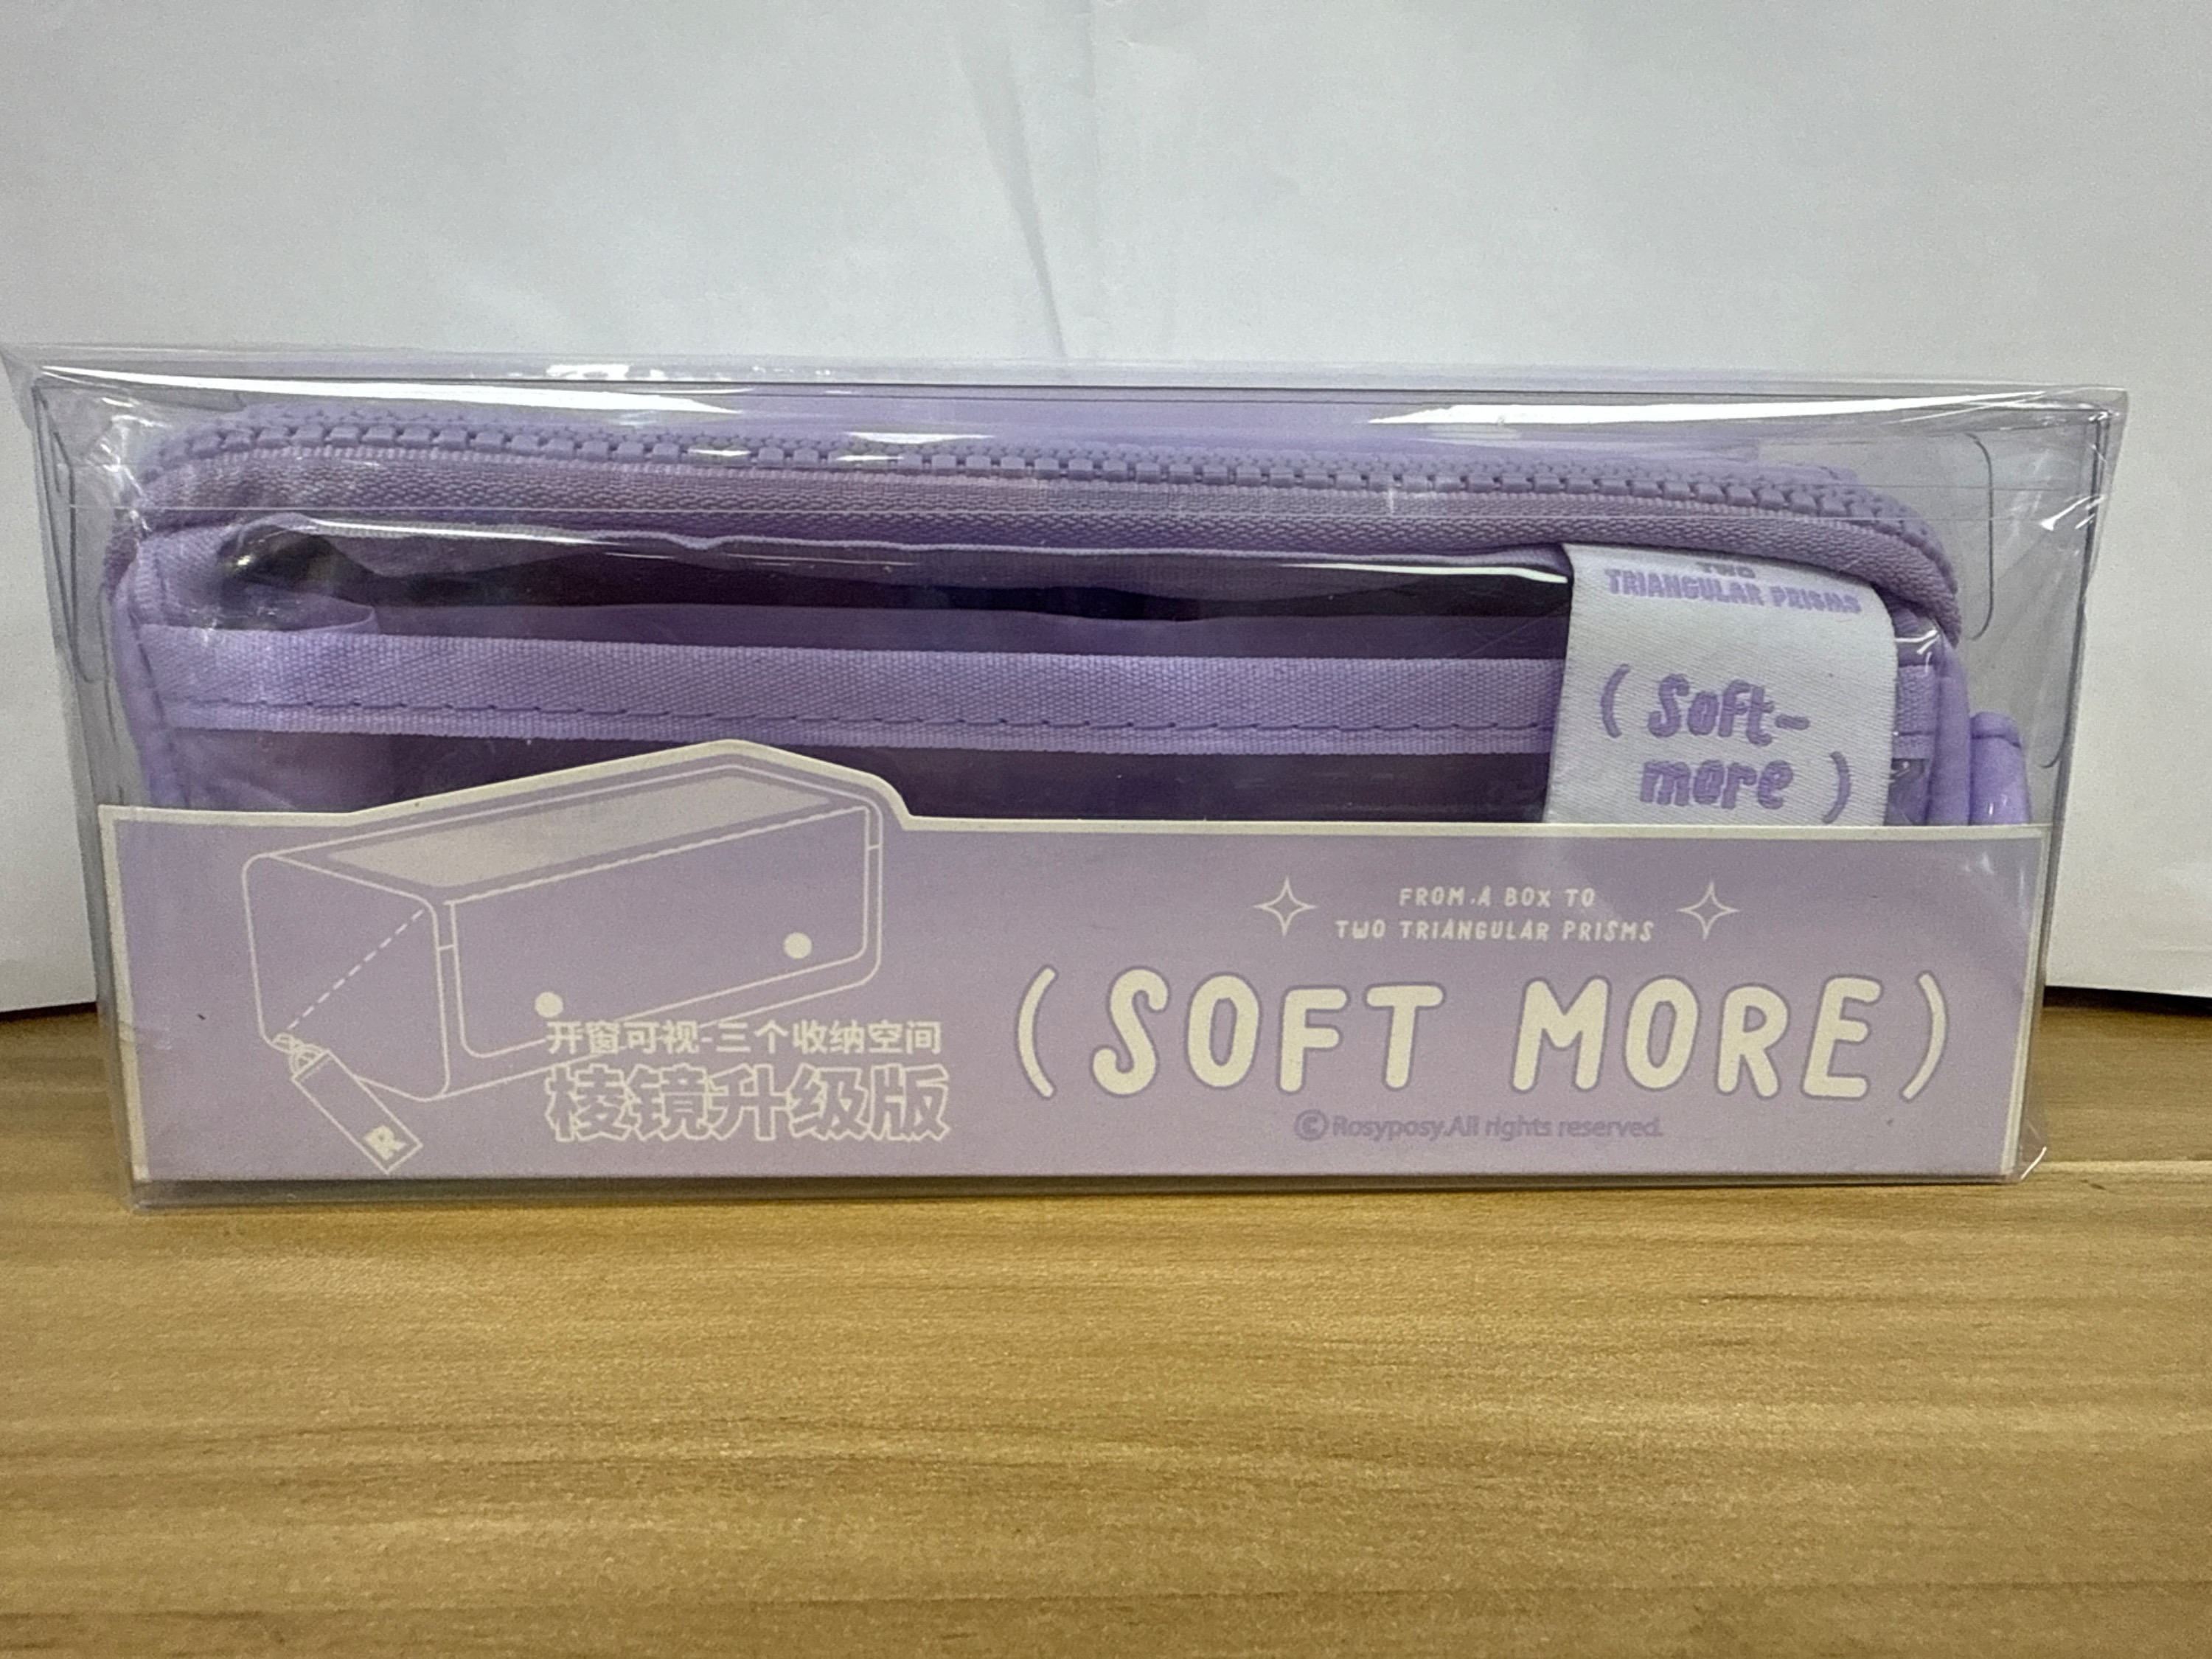 TWO
TRIANGULAR PRISMS
( Soft-
more )
FROM A BOX TO
TWO TRIANGULAR PRISMS
(SOFT MORE)
©Rosyposy.All rights reserved.
开窗可视-三个收纳空间
棱镜升级版
R